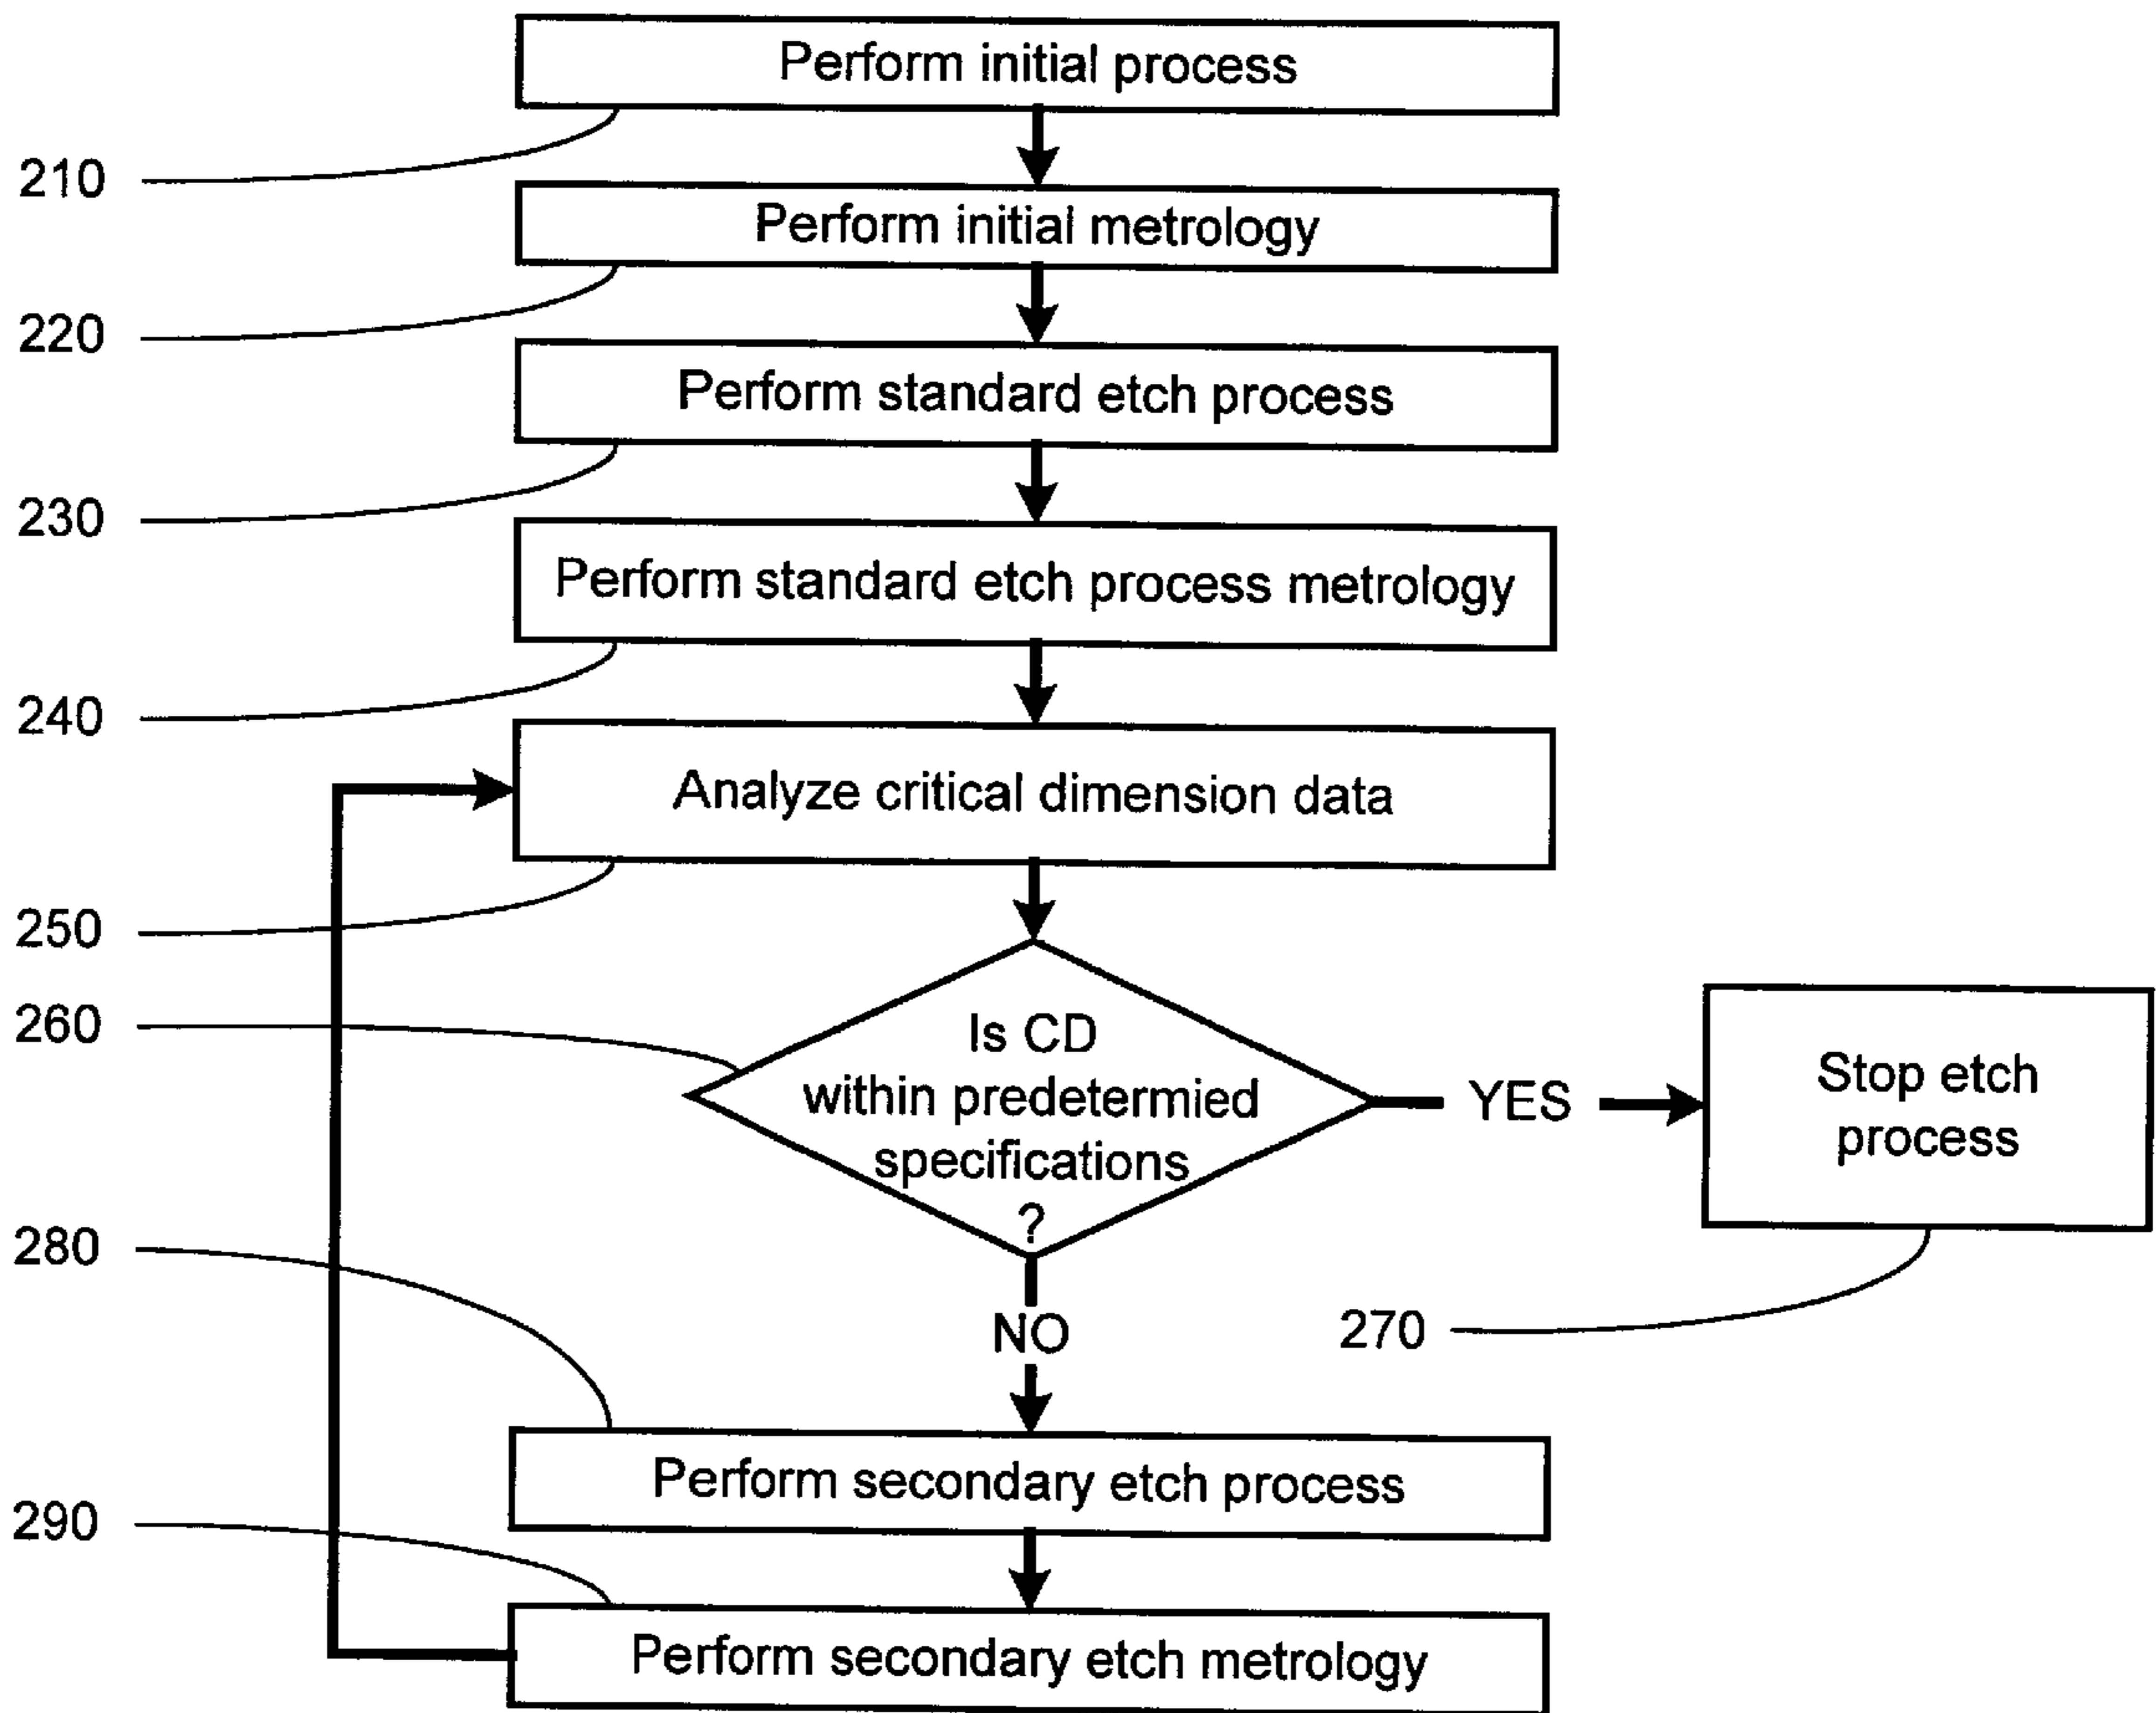 Perform initial process
210
Perform initial metrology
220
Perform standard etch process
230
Perform standard etch process metrology
240
Analyze critical dimension data
250
260
Is CD
within predetermied
specifications
?
YES
Stop etch
process
280
NO
270
Perform secondary etch process
290
Perform secondary etch metrology